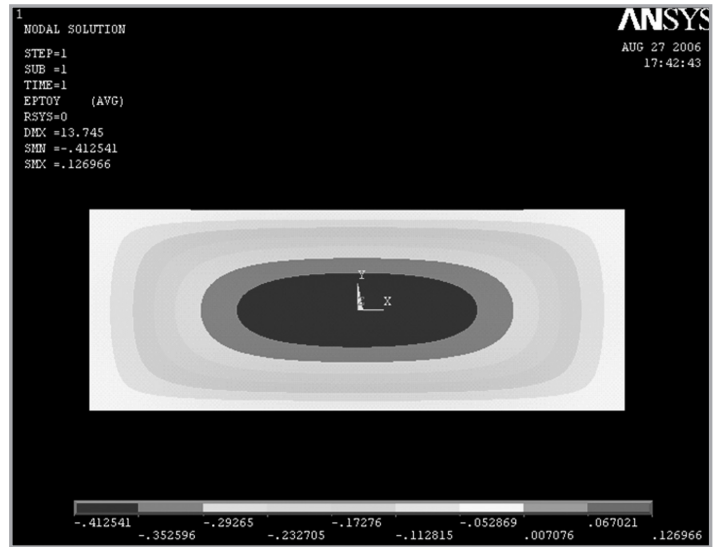 1
ANSYS
NODAL SOLUTION
AUG 27 2006
17:42:43
STEP=1
SUB =1
TIME=1
EPTOY (AVG)
RSYS=0
DMX =13.745
SMN =-.412541
SMX =.126966
Y
Z X
-.412541 -.29265 -.17276 -.052869 .067021
-.352596 -.232705 -.112815 .007076 .126966